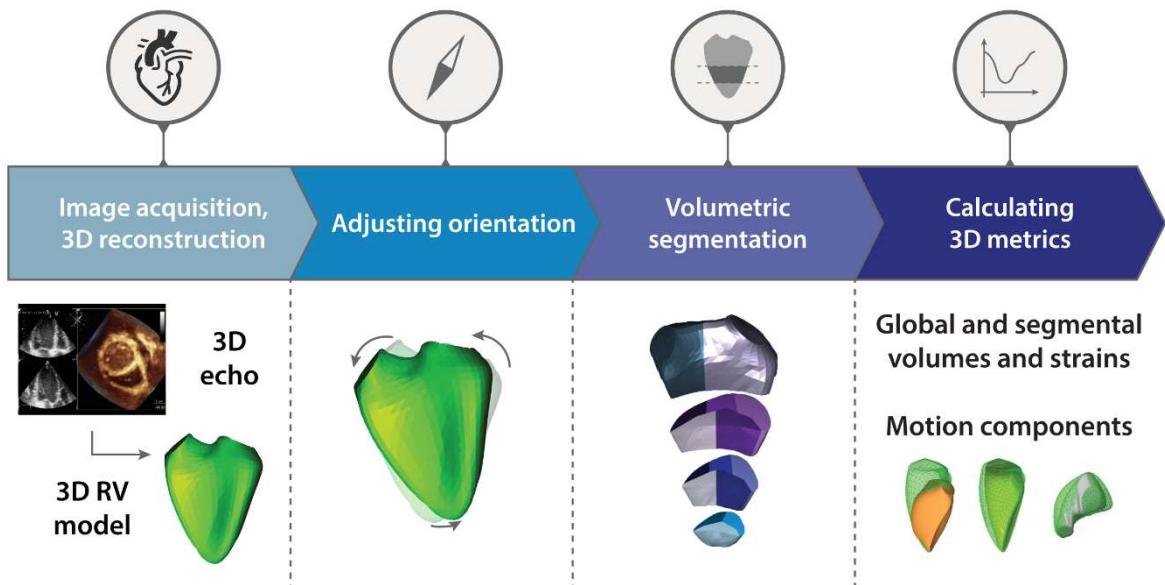 Image acquisition,
3D reconstruction
Adjusting orientation
Volumetric
segmentation
Calculating
3D metrics
3D
echo
3D RV
model
Global and segmental
volumes and strains
Motion components